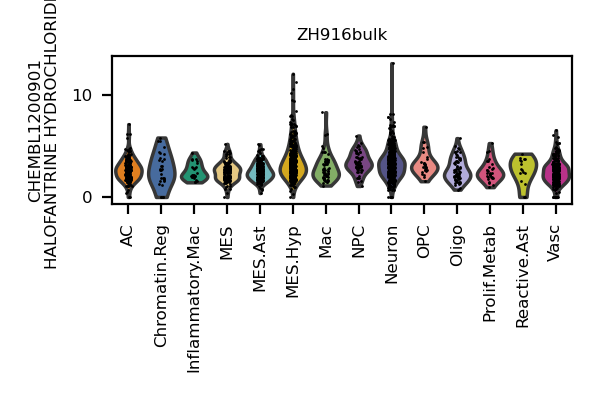 ZH916bulk
CHEMBL1200901
HALOFANTRINE HYDROCHLORIDE
10
0
AC
Chromatin.Reg
Inflammatory.Mac
MES
MES.Ast
MES.Hyp
Mac
NPC
Neuron
OPC
Oligo
Prolif.Metab
Reactive.Ast
Vasc